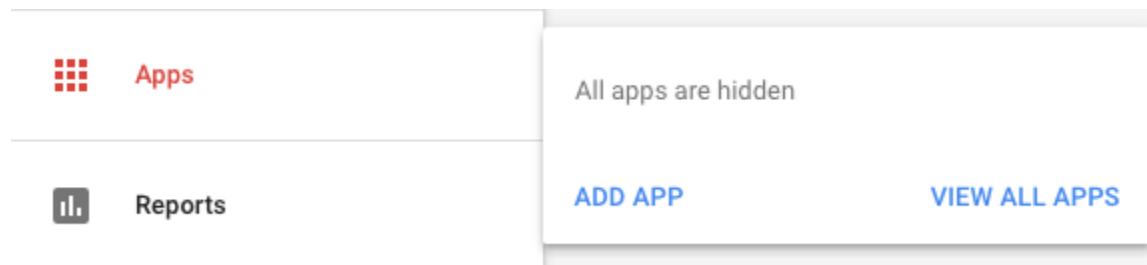 Apps
All apps are hidden
Reports
ADD APP
VIEW ALL APPS